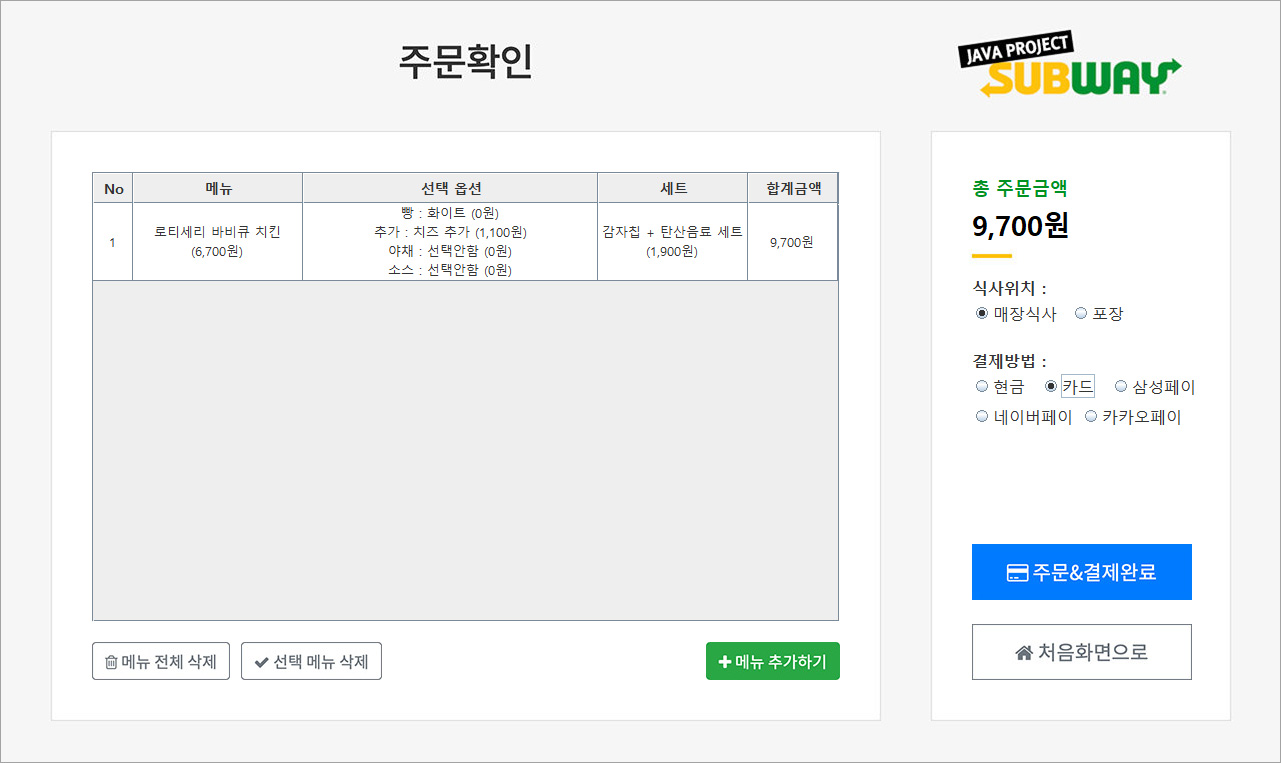 주문확인
JAVA PROJECT
SUBWAY
No 메뉴 선택 옵션 세트 합계금액
1
로티세리 바비큐 치킨
(6,700원)
빵 : 화이트 (0원)
추가 : 치즈 추가 (1,100원)
야채 : 선택안함 (0원)
소스 : 선택안함 (0원)
감자칩 + 탄산음료 세트
(1,900원)
9,700원
메뉴 전체 삭제
선택 메뉴 삭제
메뉴 추가하기
총 주문금액
9,700원
식사위치 :
매장식사 포장
결제방법 :
현금 카드 삼성페이
네이버페이 카카오페이
주문&결제완료
처음화면으로